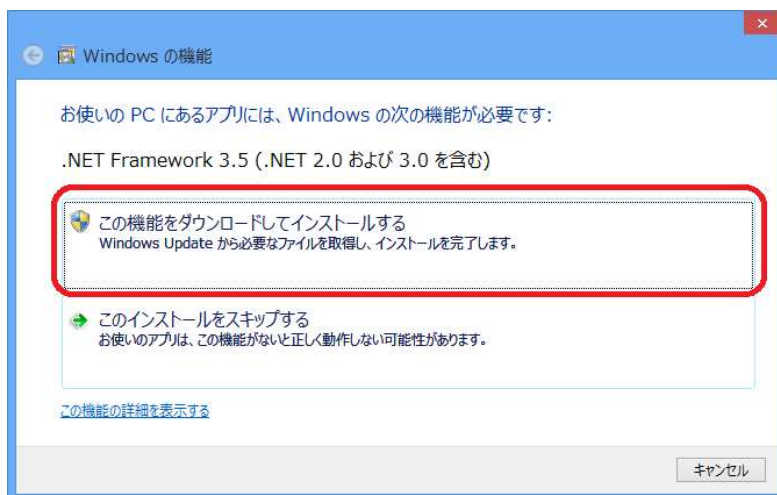 Windows の機能
お使いの PC にあるアプリには、Windows の次の機能が必要です:
.NET Framework 3.5 (.NET 2.0 および 3.0 を含む)
この機能をダウンロードしてインストールする
Windows Update から必要なファイルを取得し、インストールを完了します。
このインストールをスキップする
お使いのアプリは、この機能がないと正しく動作しない可能性があります。
この機能の詳細を表示する
キャンセル